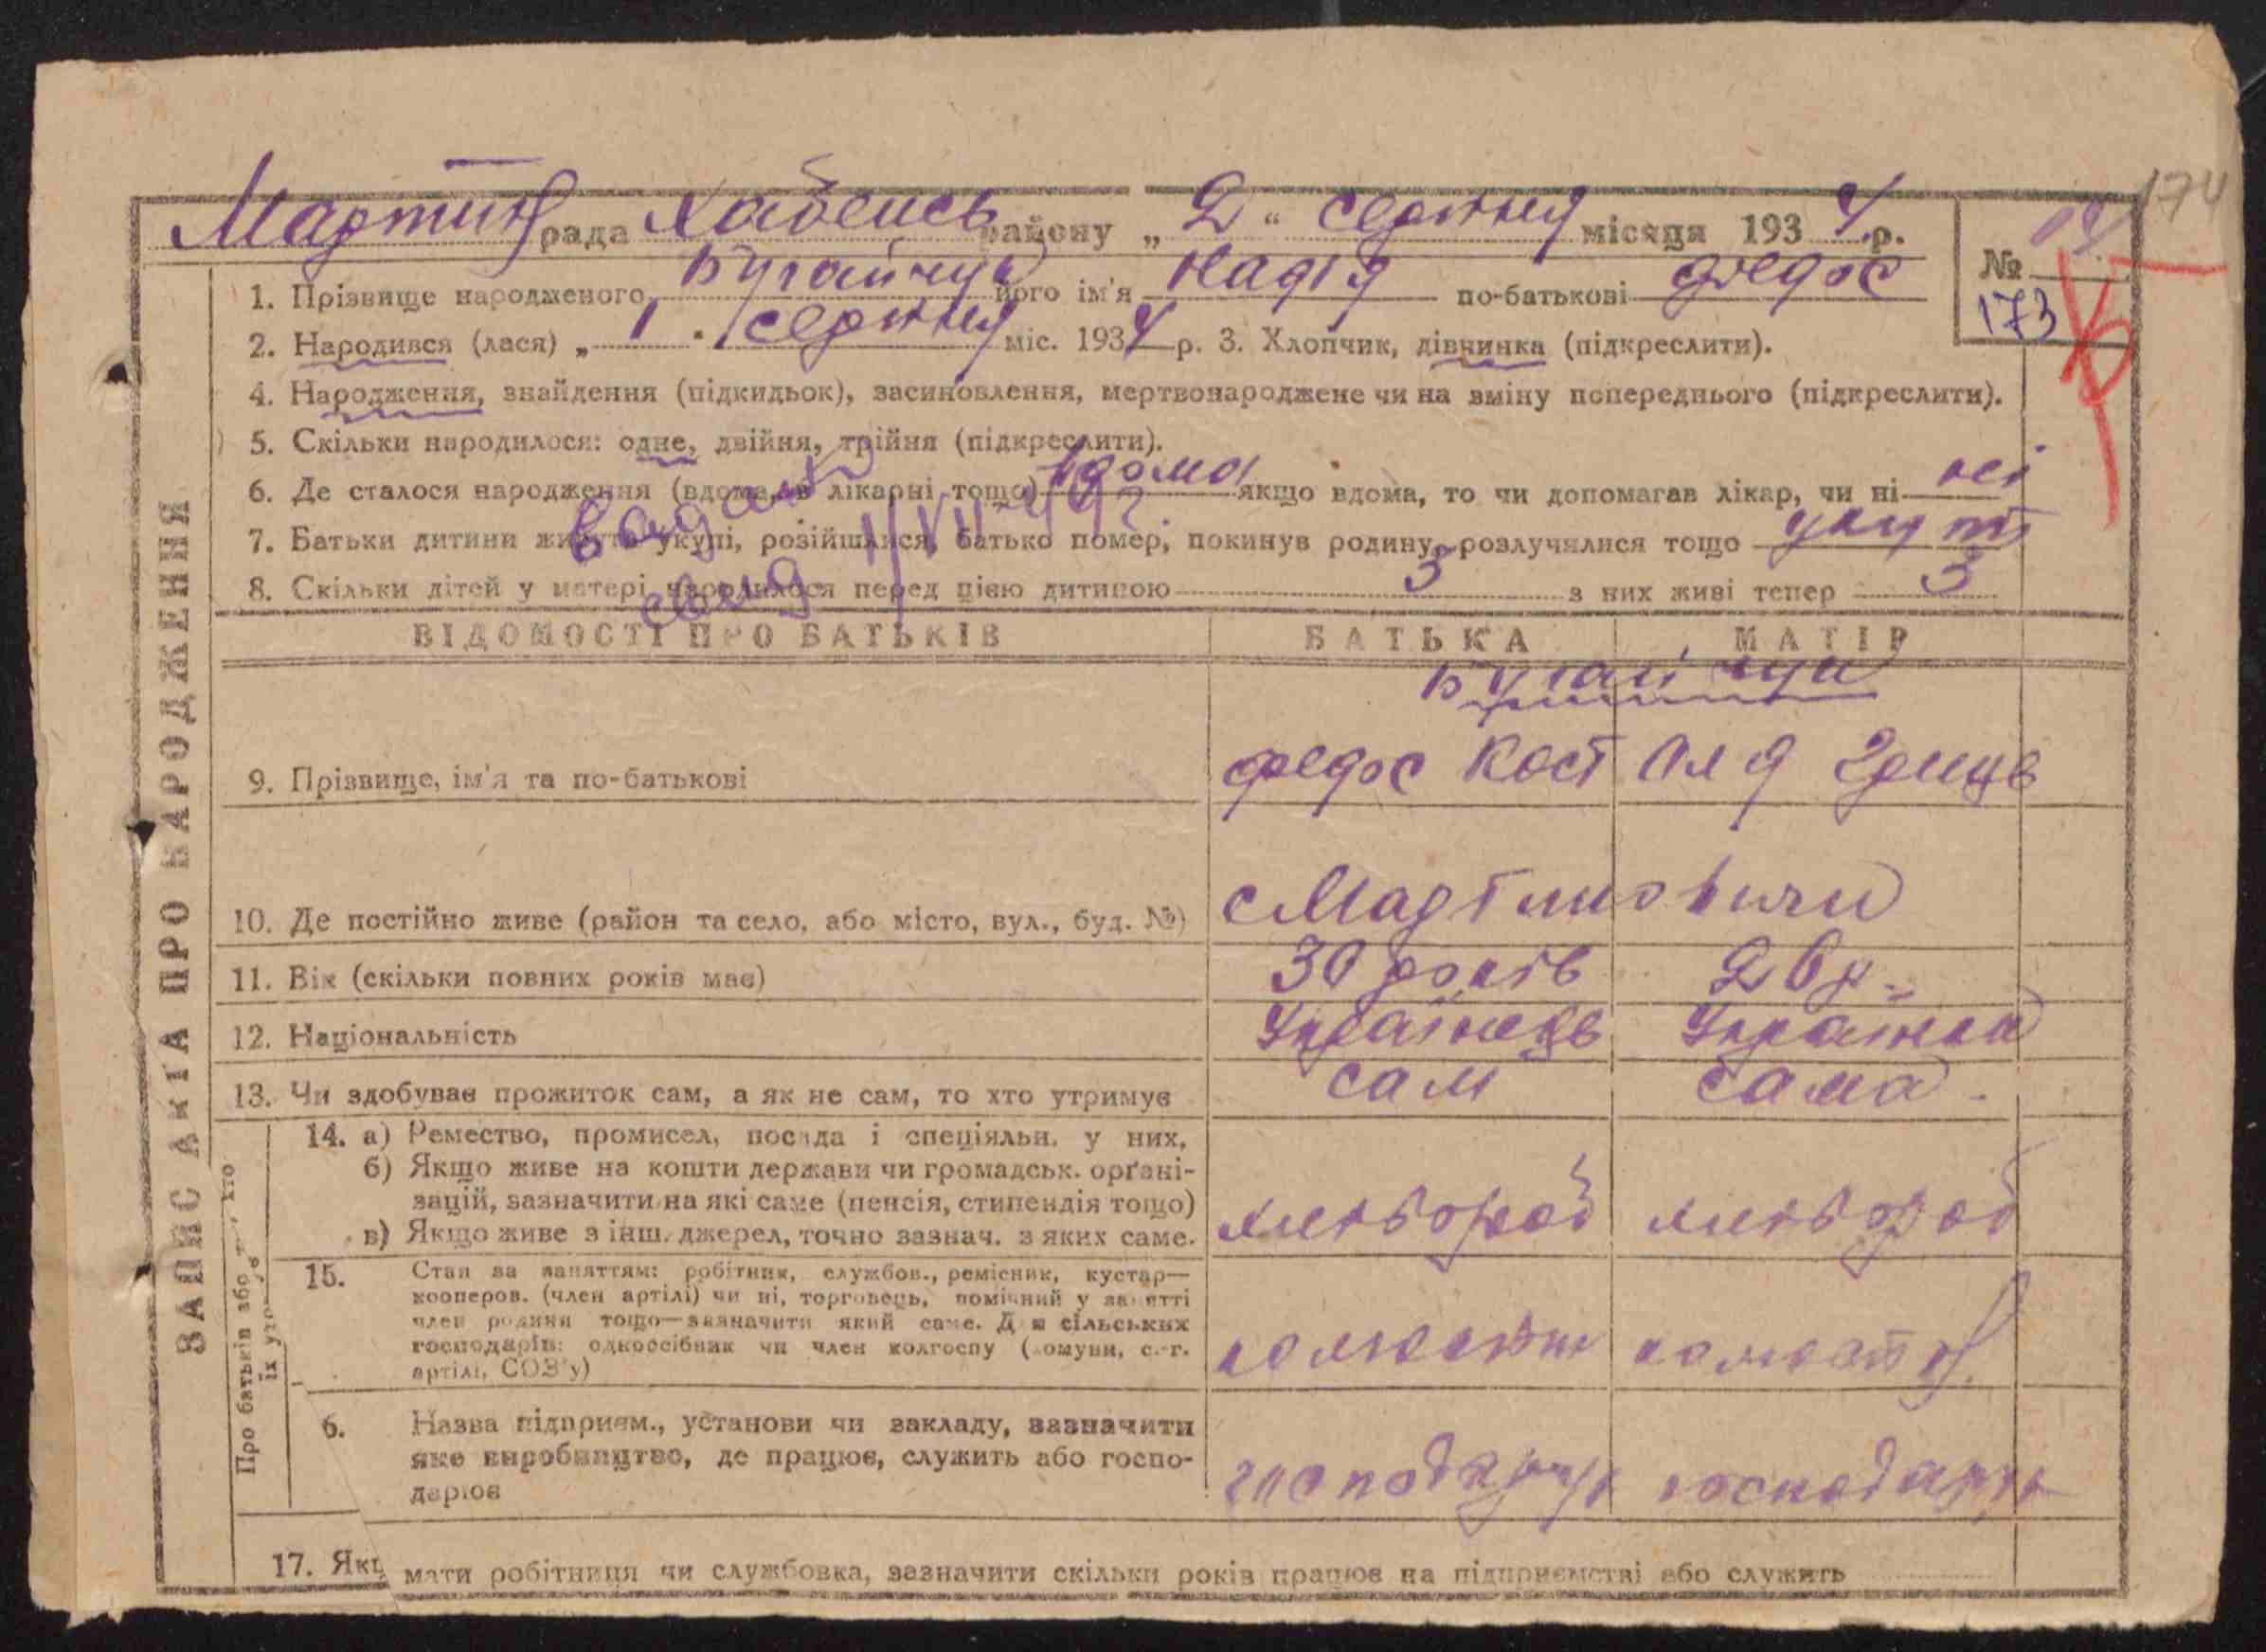 174
Мартин рада Хабенсь району „ 2 “ серпня місяця 1934 р.
№
173
1. Прізвище народженого Бугайчук його ім'я Надія по-батькові Федос
2. Народився (лася) „ 1 “ серпня міс. 1934 р. 3. Хлопчик, дівчинка (підкреслити).
4. Народження, знайдення (підкидьок), засиновлення, мертвонароджене чи на зміну попереднього (підкреслити).
5. Скільки народилося: одне, двійня, трійня (підкреслити).
6. Де сталося народження (вдома, в лікарні тощо) вдома якщо вдома, то чи допомагав лікар, чи ні ні
7. Батьки дитини живуть укупі, розійшлися, батько помер, покинув родину, розлучилися тощо укупі
8. Скільки дітей у матері народилося перед цією дитиною 3 з них живі тепер 3
ВІДОМОСТІ ПРО БАТЬКІВ БАТЬКА МАТІР
Бугайчук
9. Прізвище, ім'я та по-батькові Федос Кост Оля
10. Де постійно живе (район та село, або місто, вул., буд. №) с Мартиновичи
11. Вік (скільки повних років має) 30 років 26 р.
12. Національність Українець Українка
13. Чи здобуває прожиток сам, а як не сам, то хто утримує сам сама
14. а) Ремество, промисел, посада і спеціяльн. у них,
б) Якщо живе на кошти держави чи громадськ. орґані-
зацій, зазначити на які саме (пенсія, стипендія тощо)
в) Якщо живе з інш. джерел, точно зазнач. з яких саме.
хлібороб хлібороб
15. Стан за заняттям: робітник, службов., ремісник, кустар—
кооперов. (член артілі) чи ні, торговець, помічний у занятті
член родини тощо—зазначити який саме. Для сільських
господарів: одноосібник чи член колгоспу (комуни, с.-г.
артілі, СОЗ'у)
6. Назва підприєм., установи чи закладу, зазначити
яке виробництво, де працює, служить або госпо-
дарює
17. Якщ мати робітниця чи службовка, зазначити скільки років працює на підприємстві або служить
ЗАПИС АКТА ПРО НАРОДЖЕННЯ
Про батьків або хто
їх